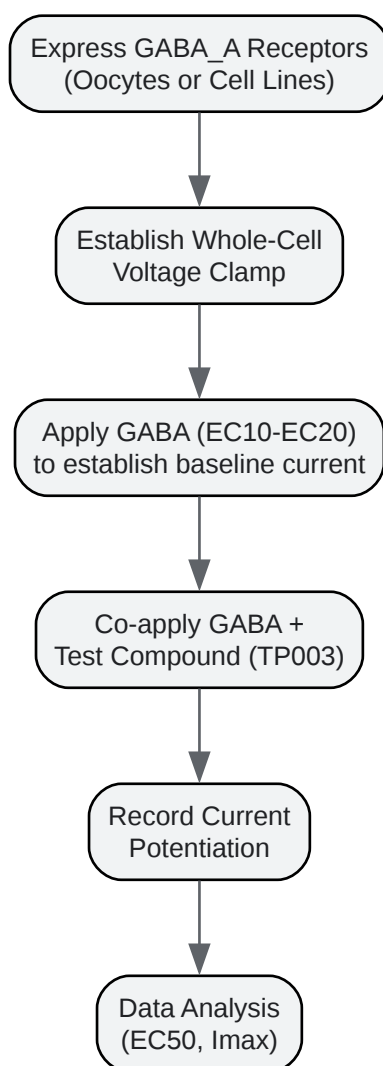 Express GABA_A Receptors
(Oocytes or Cell Lines)
Establish Whole-Cell
Voltage Clamp
Apply GABA (EC10-EC20)
to establish baseline current
Co-apply GABA +
Test Compound (TP003)
Record Current
Potentiation
Data Analysis
(EC50, Imax)